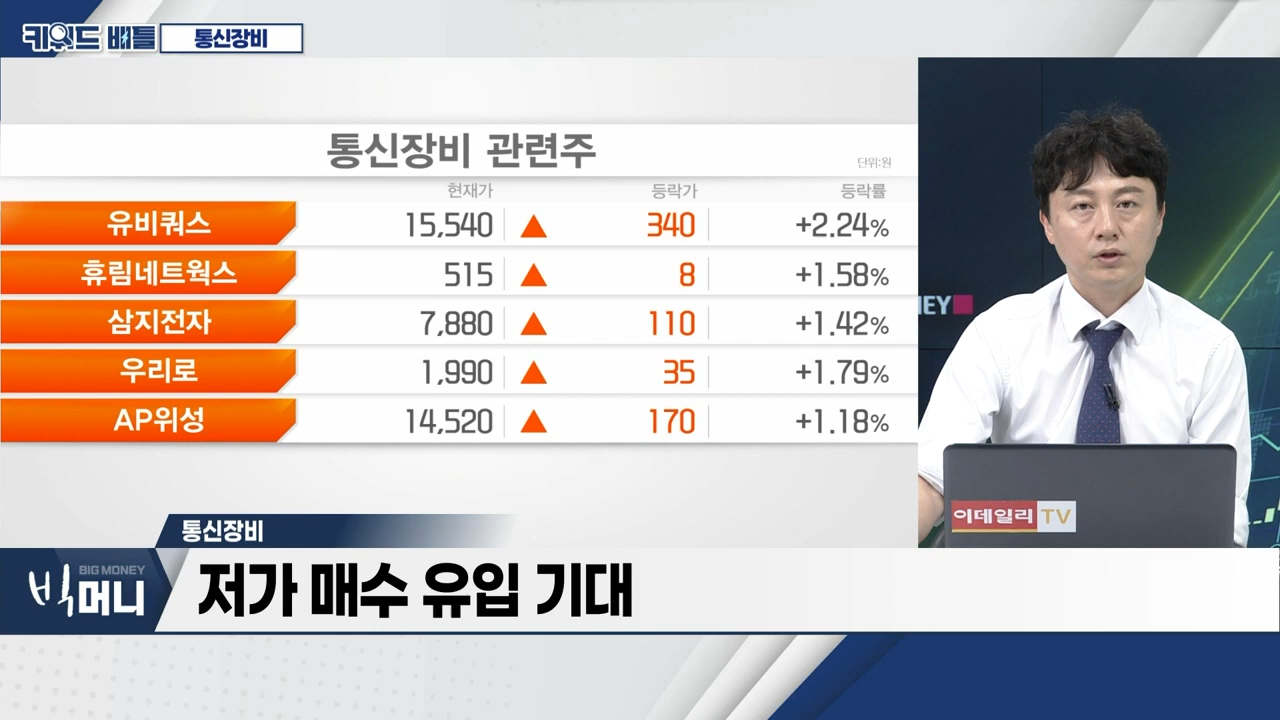 키워드 배틀 통신장비
통신장비 관련주
단위:원
현재가 등락가 등락률
유비쿼스 15,540 ▲ 340 +2.24%
휴림네트웍스 515 ▲ 8 +1.58%
삼지전자 7,880 ▲ 110 +1.42%
우리로 1,990 ▲ 35 +1.79%
AP위성 14,520 ▲ 170 +1.18%
NEY
이데일리 TV
통신장비
BIG MONEY
빅머니
저가 매수 유입 기대